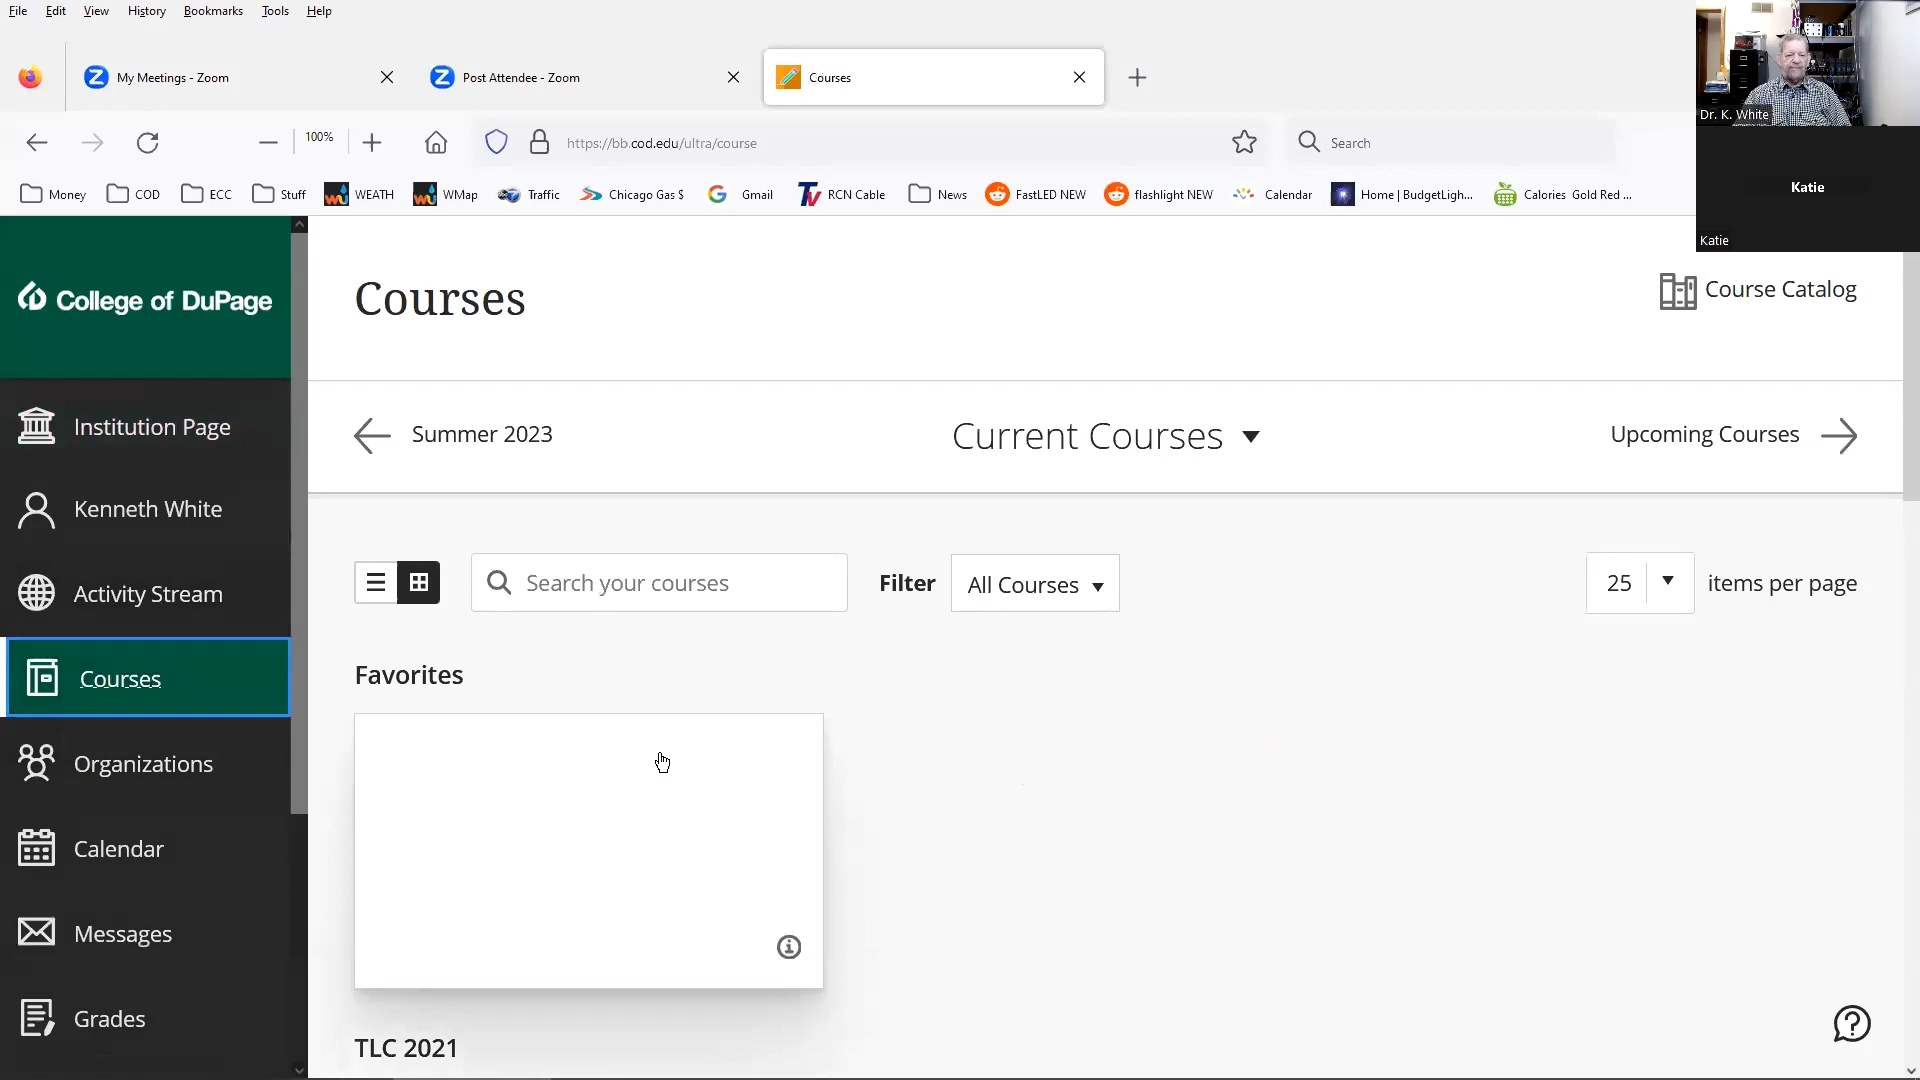 File Edit View History Bookmarks Tools Help
My Meetings - Zoom
Post Attendee - Zoom
Courses
100%
https://bb.cod.edu/ultra/course
Search
Money
COD
ECC
Stuff
WEATH
WMap
Traffic
Chicago Gas $
Gmail
RCN Cable
News
FastLED NEW
flashlight NEW
Calendar
Home | BudgetLigh...
Calories Gold Red ...
Dr. K. White
Katie
Katie
College of DuPage
Institution Page
Kenneth White
Activity Stream
Courses
Organizations
Calendar
Messages
Grades
Courses
Course Catalog
Summer 2023
Current Courses
Upcoming Courses
Search your courses
Filter
All Courses
25
items per page
Favorites
TLC 2021